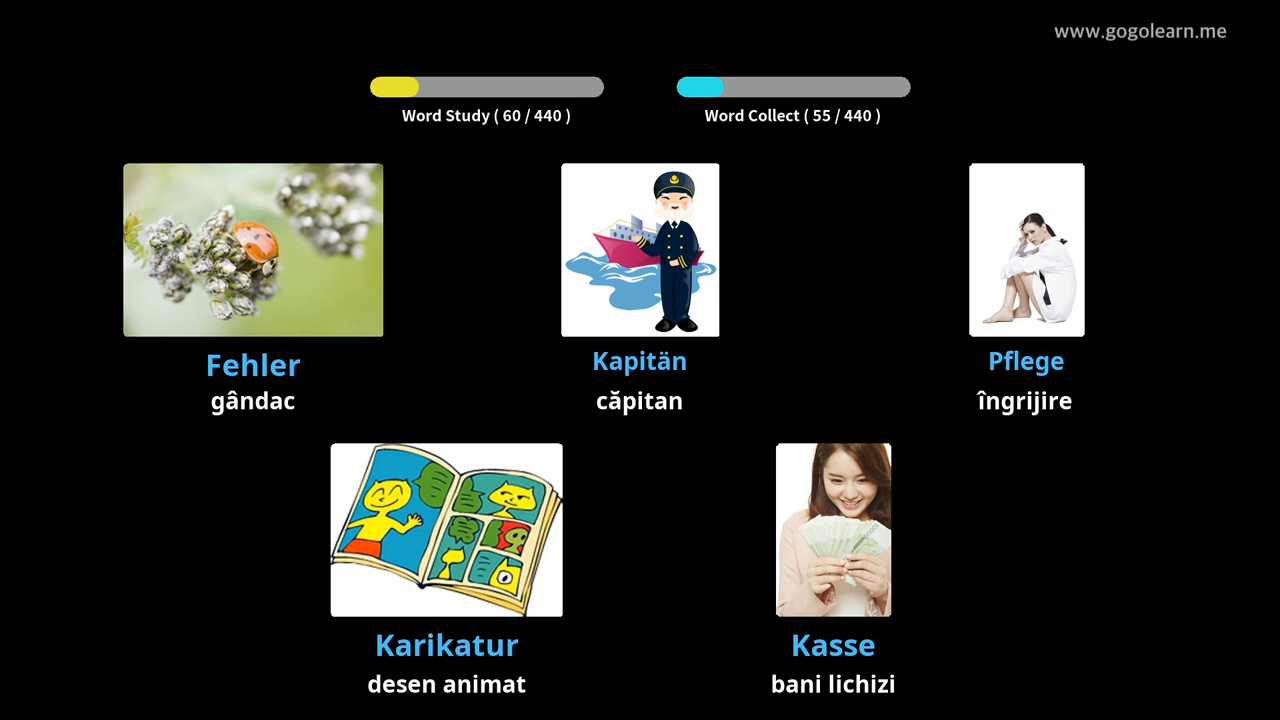 www.gogolearn.me
Word Study ( 60 / 440 )
Word Collect ( 55 / 440 )
Fehler
gândac
Kapitän
căpitan
Pflege
îngrijire
Karikatur
desen animat
Kasse
bani lichizi